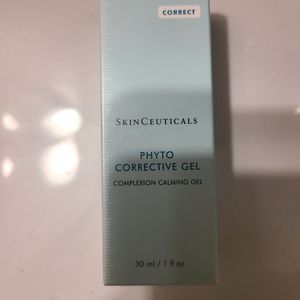 CORRECT
SKINCEUTICALS
PHYTO
CORRECTIVE GEL
COMPLEXION CALMING GEL
30 ml / 1 fl oz